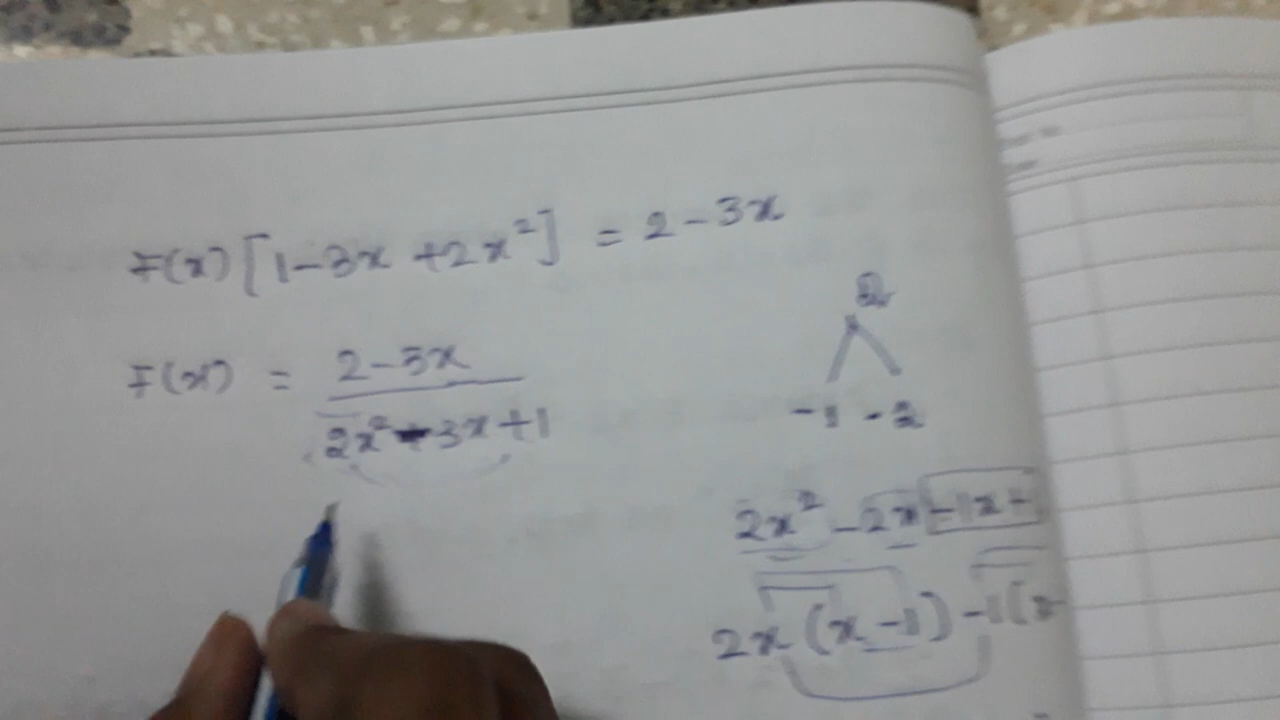 F(x) [1-3x +2x²] = 2-3x
F(x) = 2-3x
2x²-3x+1
2
-1 -2
2x² -2x -1x +
2x (x-1) -1(x-